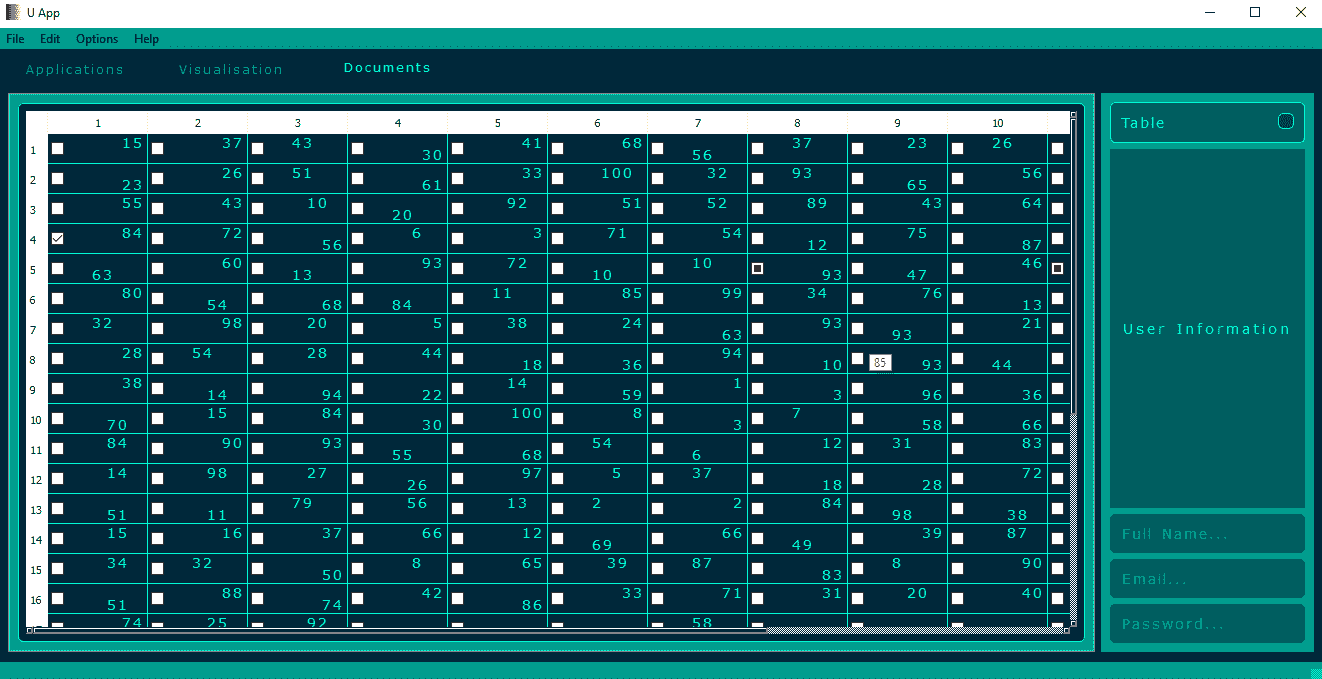 U App
File Edit Options Help
Applications Visualisation Documents
1 2 3 4 5 6 7 8 9 10
1 15 37 43 30 41 68 56 37 23 26
2 23 26 51 61 33 100 32 93 65 56
3 55 43 10 20 92 51 52 89 43 64
4 84 72 56 6 3 71 54 12 75 87
5 63 60 13 93 72 10 10 93 47 46
6 80 54 68 84 11 85 99 34 76 13
7 32 98 20 5 38 24 63 93 93 21
8 28 54 28 44 18 36 94 10 85 93 44
9 38 14 94 22 14 59 1 3 96 36
10 70 15 84 30 100 8 3 7 58 66
11 84 90 93 55 68 54 6 12 31 83
12 14 98 27 26 97 5 37 18 28 72
13 51 11 79 56 13 2 2 84 98 38
14 15 16 37 66 12 69 66 49 39 87
15 34 32 50 8 65 39 87 83 8 90
16 51 88 74 42 86 33 71 31 20 40
74 25 92 58
Table
User Information
Full Name...
Email...
Password...